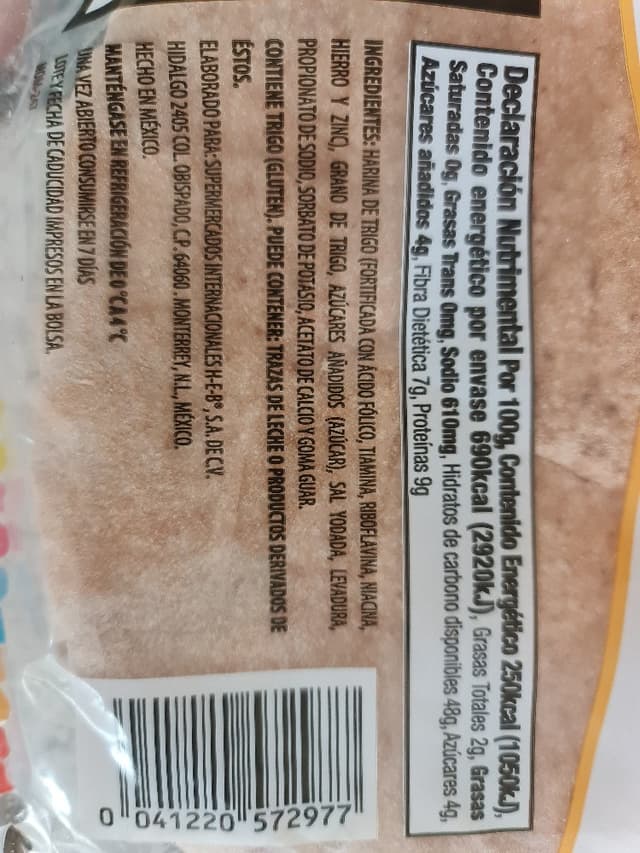 Declaración Nutrimental Por 100g, Contenido Energético 250kcal (1050kJ),
Contenido energético por envase 690kcal (2920kJ), Grasas Totales 2g, Grasas
Saturadas 0g, Grasas Trans 0mg, Sodio 610mg, Hidratos de carbono disponibles 48g, Azúcares 4g,
Azúcares añadidos 4g, Fibra Dietética 7g, Proteínas 9g
INGREDIENTES: HARINA DE TRIGO (FORTIFICADA CON ÁCIDO FÓLICO, TIAMINA, RIBOFLAVINA, NIACINA,
HIERRO Y ZINC), GRANO DE TRIGO, AZÚCARES AÑADIDOS (AZÚCAR), SAL YODADA, LEVADURA,
PROPIONATO DE SODIO, SORBATO DE POTASIO, ACETATO DE CALCIO Y GOMA GUAR.
CONTIENE TRIGO (GLUTEN). PUEDE CONTENER: TRAZAS DE LECHE O PRODUCTOS DERIVADOS DE
ÉSTOS.
ELABORADO PARA: SUPERMERCADOS INTERNACIONALES H-E-B®, S.A. DE C.V.
HIDALGO 2405 COL. OBISPADO, C.P. 64060. MONTERREY, N.L., MÉXICO.
HECHO EN MÉXICO.
MANTÉNGASE EN REFRIGERACIÓN DE 0 °C A 4 °C
UNA VEZ ABIERTO CONSUMIRSE EN 7 DÍAS
LOTE Y FECHA DE CADUCIDAD IMPRESOS EN LA BOLSA.
0 041220 572977